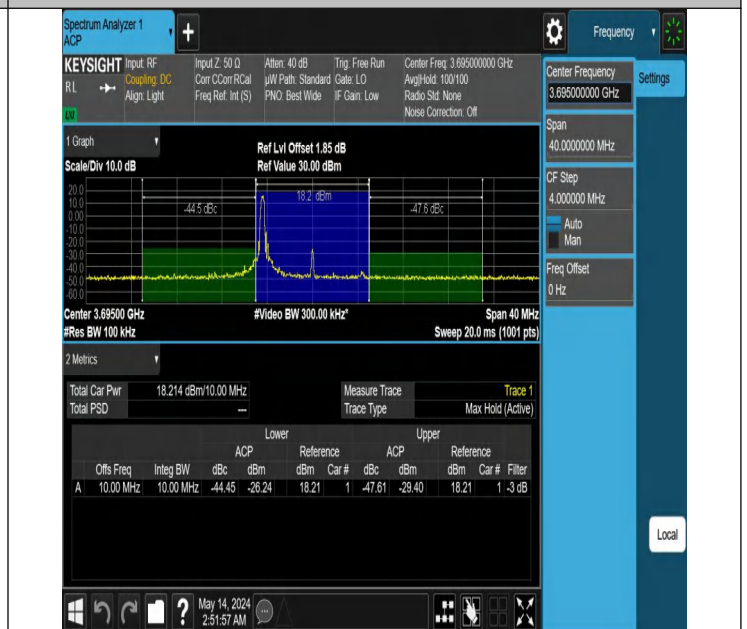 Spectrum Analyzer 1
ACP
+
Frequency
KEYSIGHT
RL
Input: RF
Coupling: DC
Align: Light
Input Z: 50 Ω
Corr CCorr RCal
Freq Ref: Int (S)
Atten: 40 dB
µW Path: Standard
PNO: Best Wide
Trig: Free Run
Gate: LO
IF Gain: Low
Center Freq: 3.695000000 GHz
Avg|Hold: 100/100
Radio Std: None
Noise Correction: Off
Center Frequency
3.695000000 GHz
Settings
Span
40.0000000 MHz
CF Step
4.000000 MHz
Auto
Man
Freq Offset
0 Hz
Local
1 Graph
Scale/Div 10.0 dB
Ref Lvl Offset 1.85 dB
Ref Value 30.00 dBm
20.0
10.0
0.00
-10.0
-20.0
-30.0
-40.0
-50.0
-60.0
-44.5 dBc
18.2 dBm
-47.6 dBc
Center 3.69500 GHz
#Video BW 300.00 kHz*
Span 40 MHz
#Res BW 100 kHz
Sweep 20.0 ms (1001 pts)
2 Metrics
Total Car Pwr 18.214 dBm/10.00 MHz
Total PSD ---
Measure Trace Trace 1
Trace Type Max Hold (Active)
Lower Upper
ACP Reference ACP Reference
Offs Freq Integ BW dBc dBm dBm Car # dBc dBm dBm Car # Filter
A 10.00 MHz 10.00 MHz -44.45 -26.24 18.21 1 -47.61 -29.40 18.21 1 -3 dB
?
May 14, 2024
2:51:57 AM